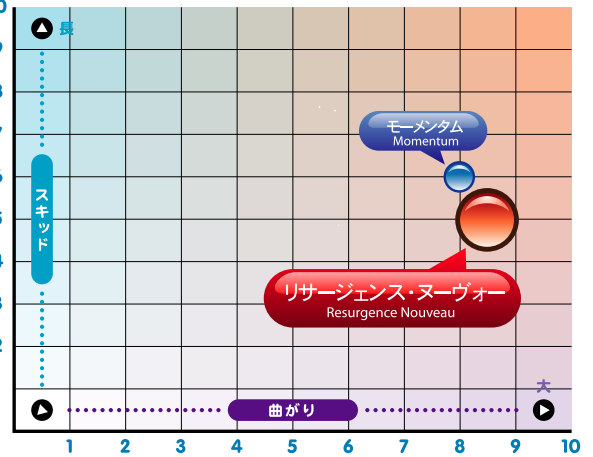 長
モーメンタム
Momentum
スキッド
リサージェンス・ヌーヴォー
Resurgence Nouveau
大
曲がり
1 2 3 4 5 6 7 8 9 10